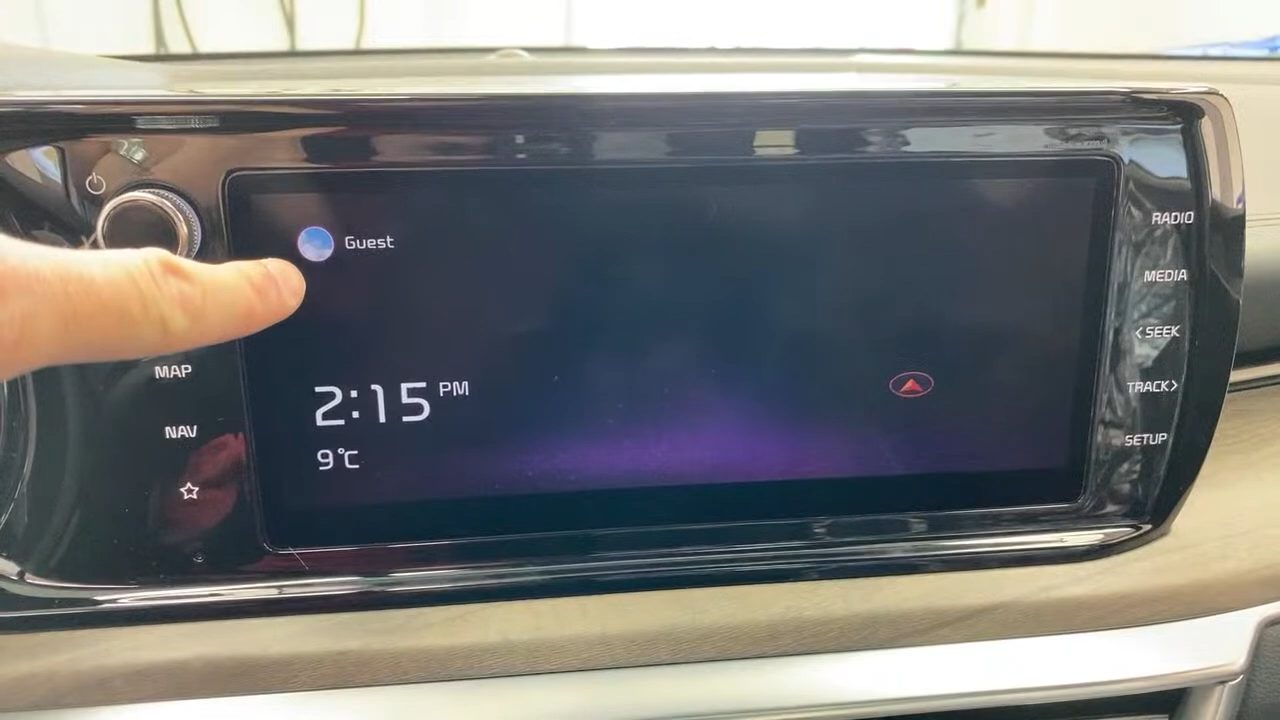 Guest
2:15 PM
9°C
MAP
NAV
RADIO
MEDIA
<SEEK
TRACK>
SETUP